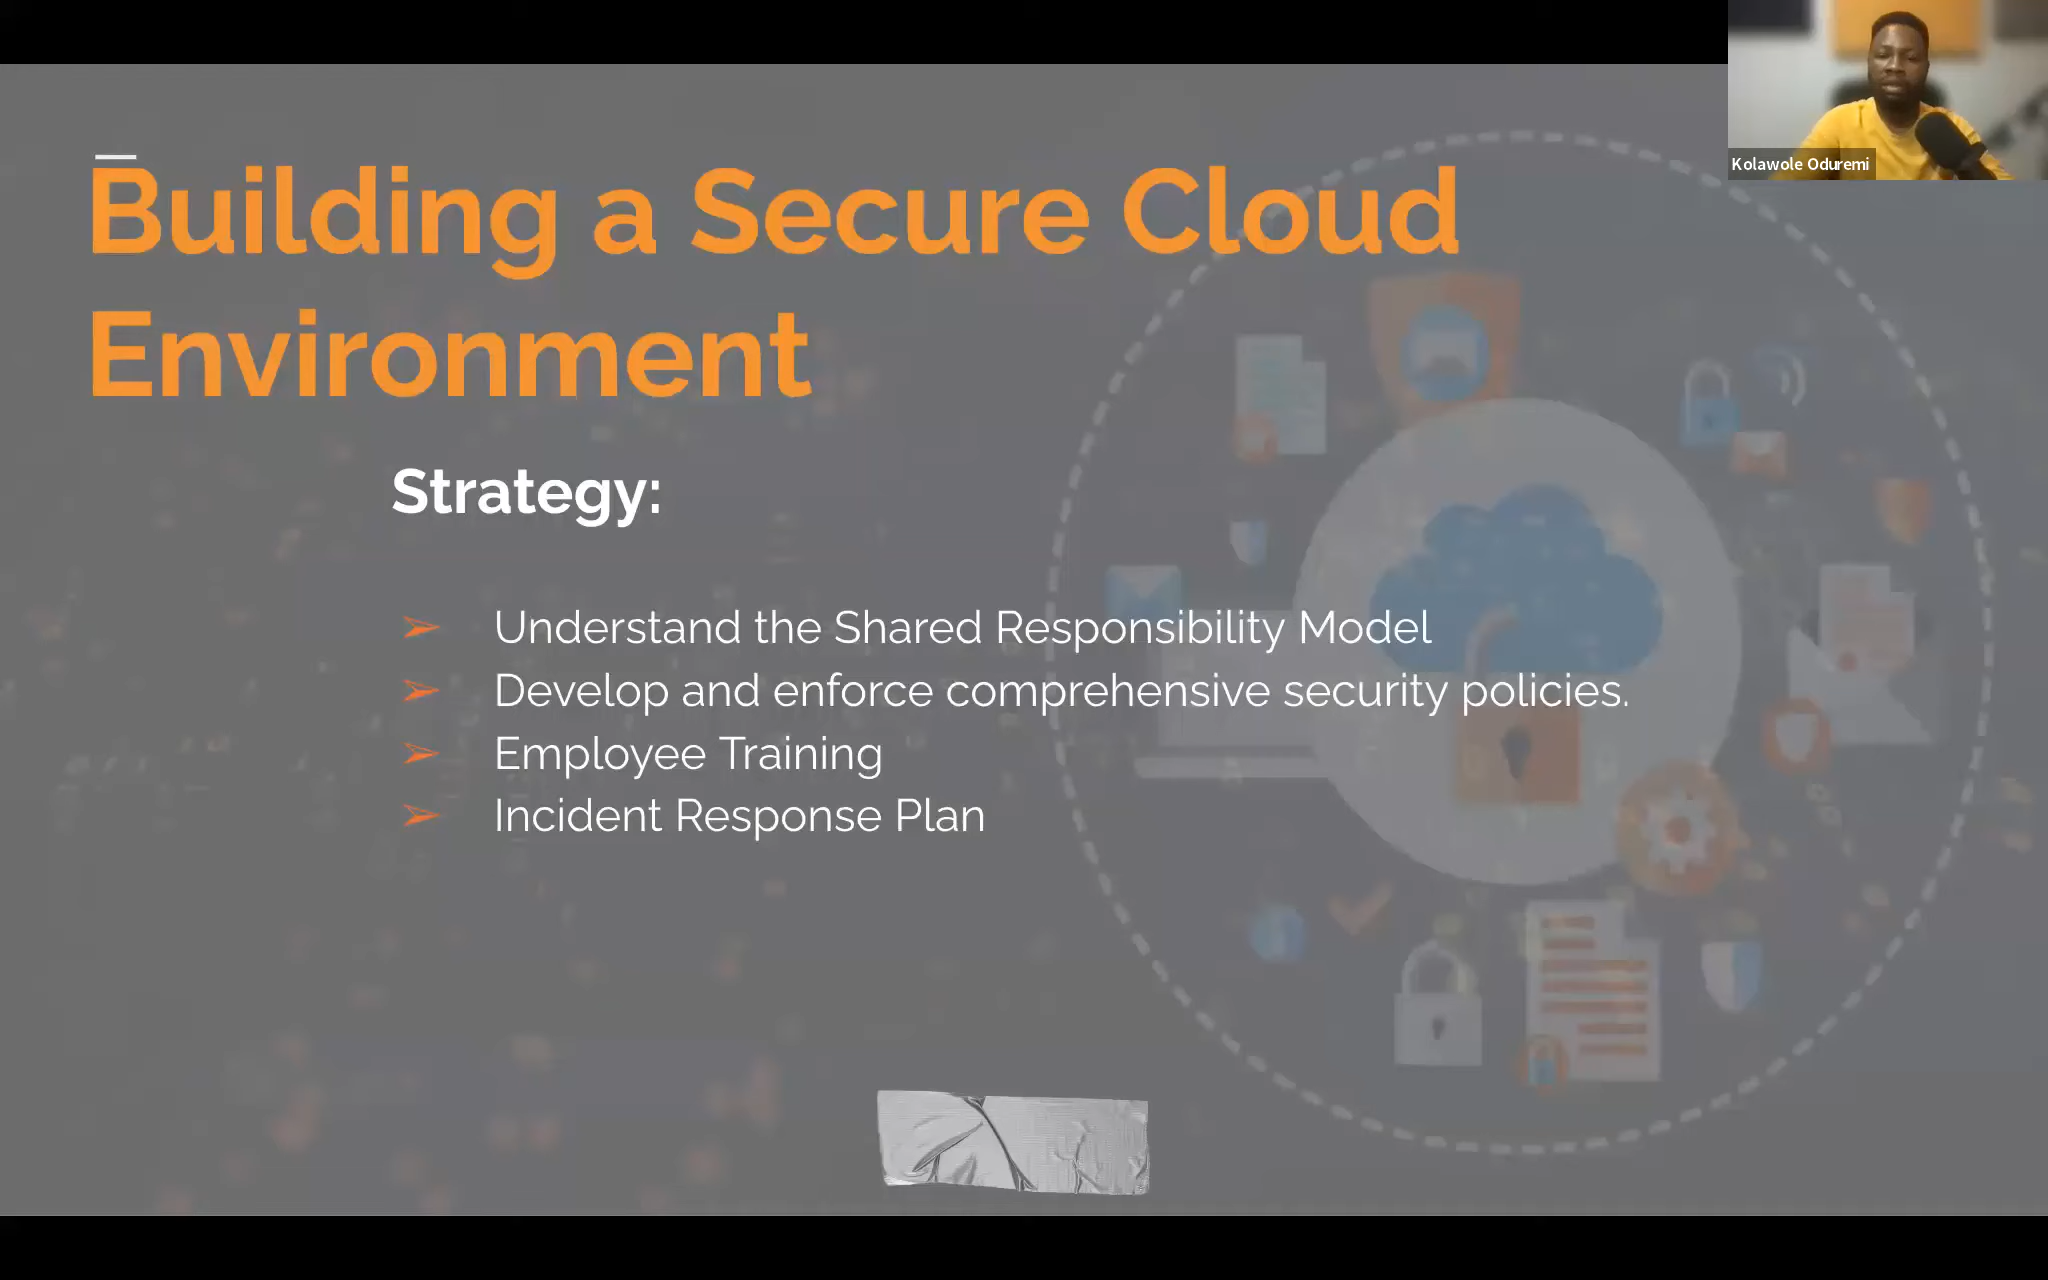 Kolawole Oduremi
Building a Secure Cloud
Environment
Strategy:
➢ Understand the Shared Responsibility Model
➢ Develop and enforce comprehensive security policies.
➢ Employee Training
➢ Incident Response Plan